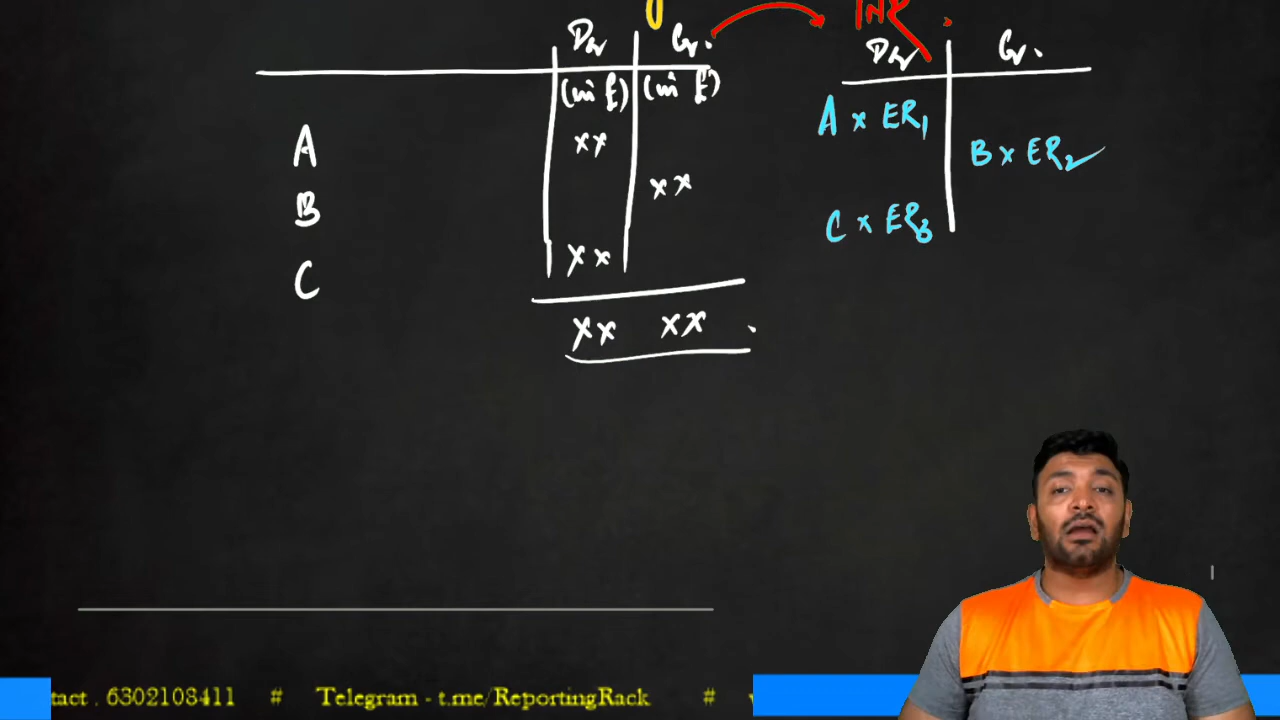 INR
Dr Cr. Dr Cr.
(in £) (in £)
A xx A x ER1
B xx B x ER2
C xx C x ER3
xx xx
tact . 6302108411 # Telegram - t.me/ReportingRack #